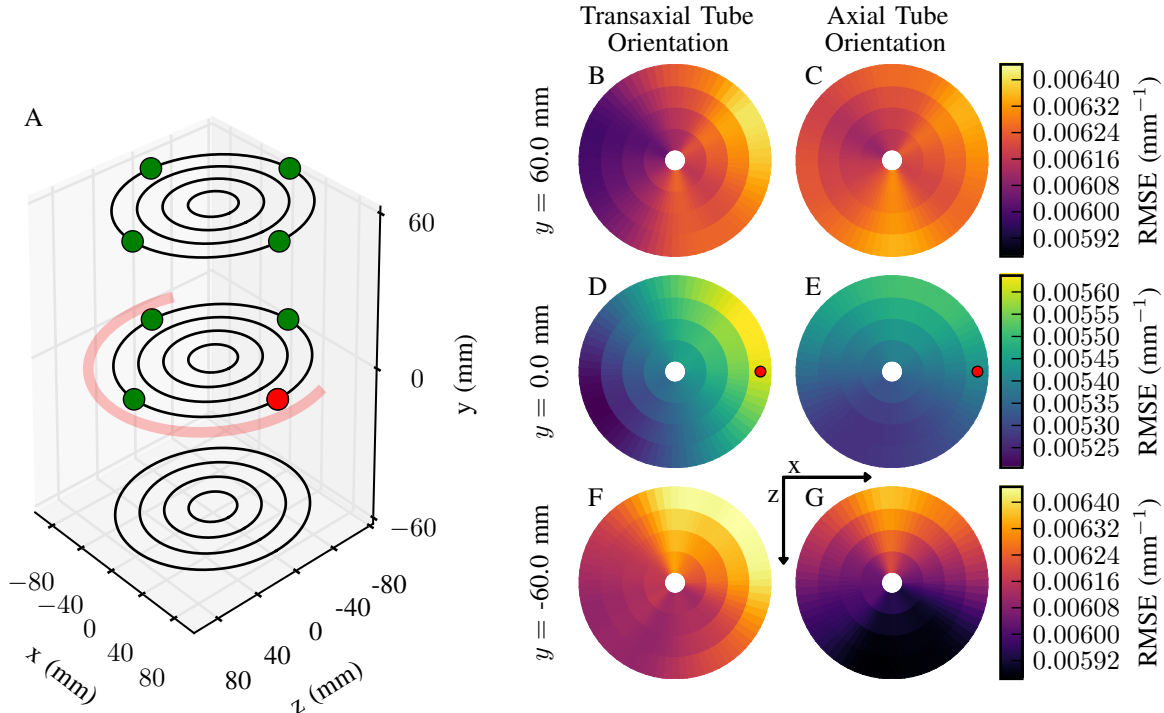 Transaxial Tube
Orientation
Axial Tube
Orientation
A
60
0
−60
y (mm)
−80
−40
0
40
80
x (mm)
-80
-40
0
40
80
z (mm)
y = 60.0 mm
B
C
0.00640
0.00632
0.00624
0.00616
0.00608
0.00600
0.00592
RMSE (mm−1)
y = 0.0 mm
D
E
0.00560
0.00555
0.00550
0.00545
0.00540
0.00535
0.00530
0.00525
RMSE (mm−1)
x
z
y = -60.0 mm
F
G
0.00640
0.00632
0.00624
0.00616
0.00608
0.00600
0.00592
RMSE (mm−1)